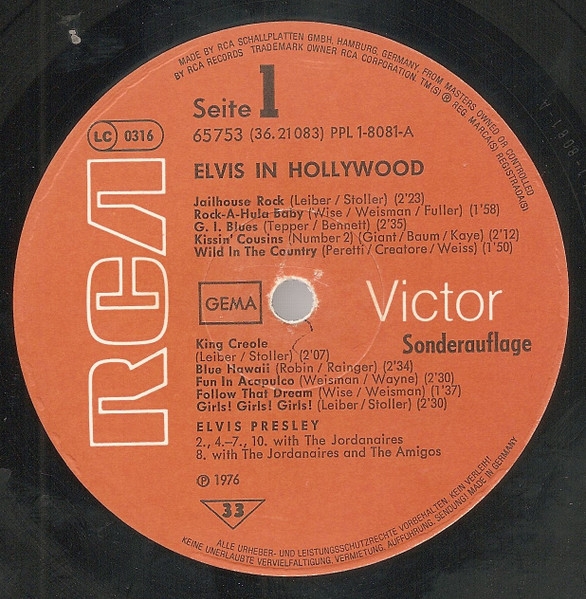 MADE BY RCA SCHALLPLATTEN GMBH, HAMBURG, GERMANY, FROM MASTERS OWNED OR CONTROLLED
BY RCA RECORDS TRADEMARK OWNER RCA CORPORATION. TM(S) ® REG. MARCA(S) REGISTRADA(S)
Seite 1
65753 (36.21083) PPL 1-8081-A
LC 0316
ELVIS IN HOLLYWOOD
Jailhouse Rock (Leiber / Stoller) (2'23)
Rock-A-Hula Baby (Wise / Weisman / Fuller) (1'58)
G. I. Blues (Tepper / Bennett) (2'35)
Kissin' Cousins (Number 2) (Giant / Baum / Kaye) (2'12)
Wild In The Country (Peretti / Creatore / Weiss) (1'50)
RCA
GEMA
Victor
Sonderauflage
King Creole
(Leiber / Stoller) (2'07)
Blue Hawaii (Robin / Rainger) (2'34)
Fun In Acapulco (Weisman / Wayne) (2'30)
Follow That Dream (Wise / Weisman) (1'37)
Girls! Girls! Girls! (Leiber / Stoller) (2'30)
ELVIS PRESLEY
2., 4.-7., 10. with The Jordanaires
8. with The Jordanaires and The Amigos
℗ 1976
33
ALLE URHEBER- UND LEISTUNGSSCHUTZRECHTE VORBEHALTEN. KEIN VERLEIH!
KEINE UNERLAUBTE VERVIELFÄLTIGUNG, VERMIETUNG, AUFFÜHRUNG, SENDUNG! MADE IN GERMANY